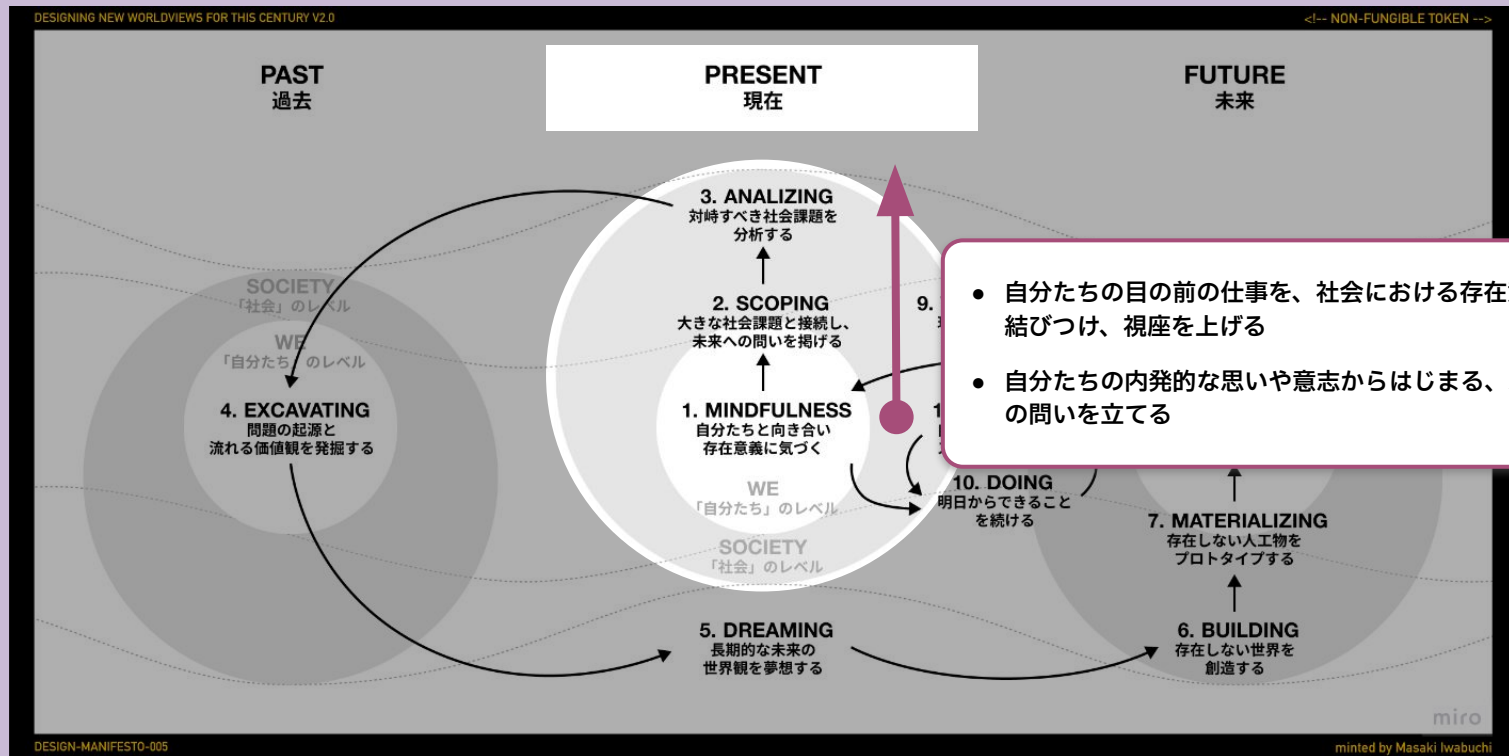 DESIGNING NEW WORLDVIEWS FOR THIS CENTURY V2.0
<!-- NON-FUNGIBLE TOKEN -->
PAST
過去
PRESENT
現在
FUTURE
未来
3. ANALIZING
対峙すべき社会課題を
分析する
2. SCOPING
大きな社会課題と接続し、
未来への問いを掲げる
1. MINDFULNESS
自分たちと向き合い
存在意義に気づく
WE
「自分たち」のレベル
SOCIETY
「社会」のレベル
SOCIETY
「社会」のレベル
WE
「自分たち」のレベル
4. EXCAVATING
問題の起源と
流れる価値観を発掘する
9.
● 自分たちの目の前の仕事を、社会における存在
結びつけ、視座を上げる
● 自分たちの内発的な思いや意志からはじまる、
の問いを立てる
10. DOING
明日からできること
を続ける
7. MATERIALIZING
存在しない人工物を
プロトタイプする
5. DREAMING
長期的な未来の
世界観を夢想する
6. BUILDING
存在しない世界を
創造する
miro
DESIGN-MANIFESTO-005
minted by Masaki Iwabuchi